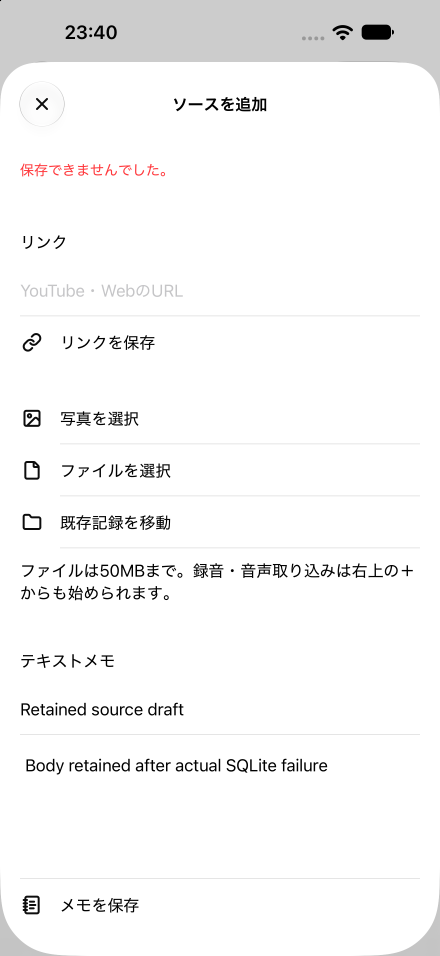 23:40
ソースを追加
保存できませんでした。
リンク
YouTube・WebのURL
リンクを保存
写真を選択
ファイルを選択
既存記録を移動
ファイルは50MBまで。録音・音声取り込みは右上の＋
からも始められます。
テキストメモ
Retained source draft
Body retained after actual SQLite failure
メモを保存